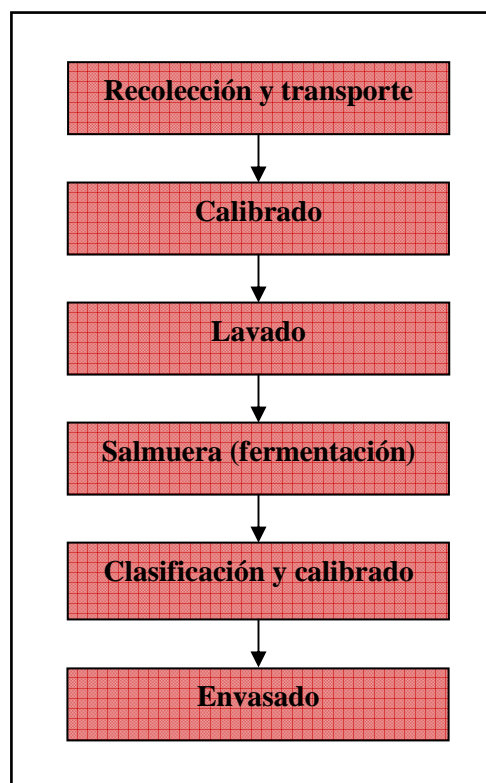 Recolección y transporte
Calibrado
Lavado
Salmuera (fermentación)
Clasificación y calibrado
Envasado